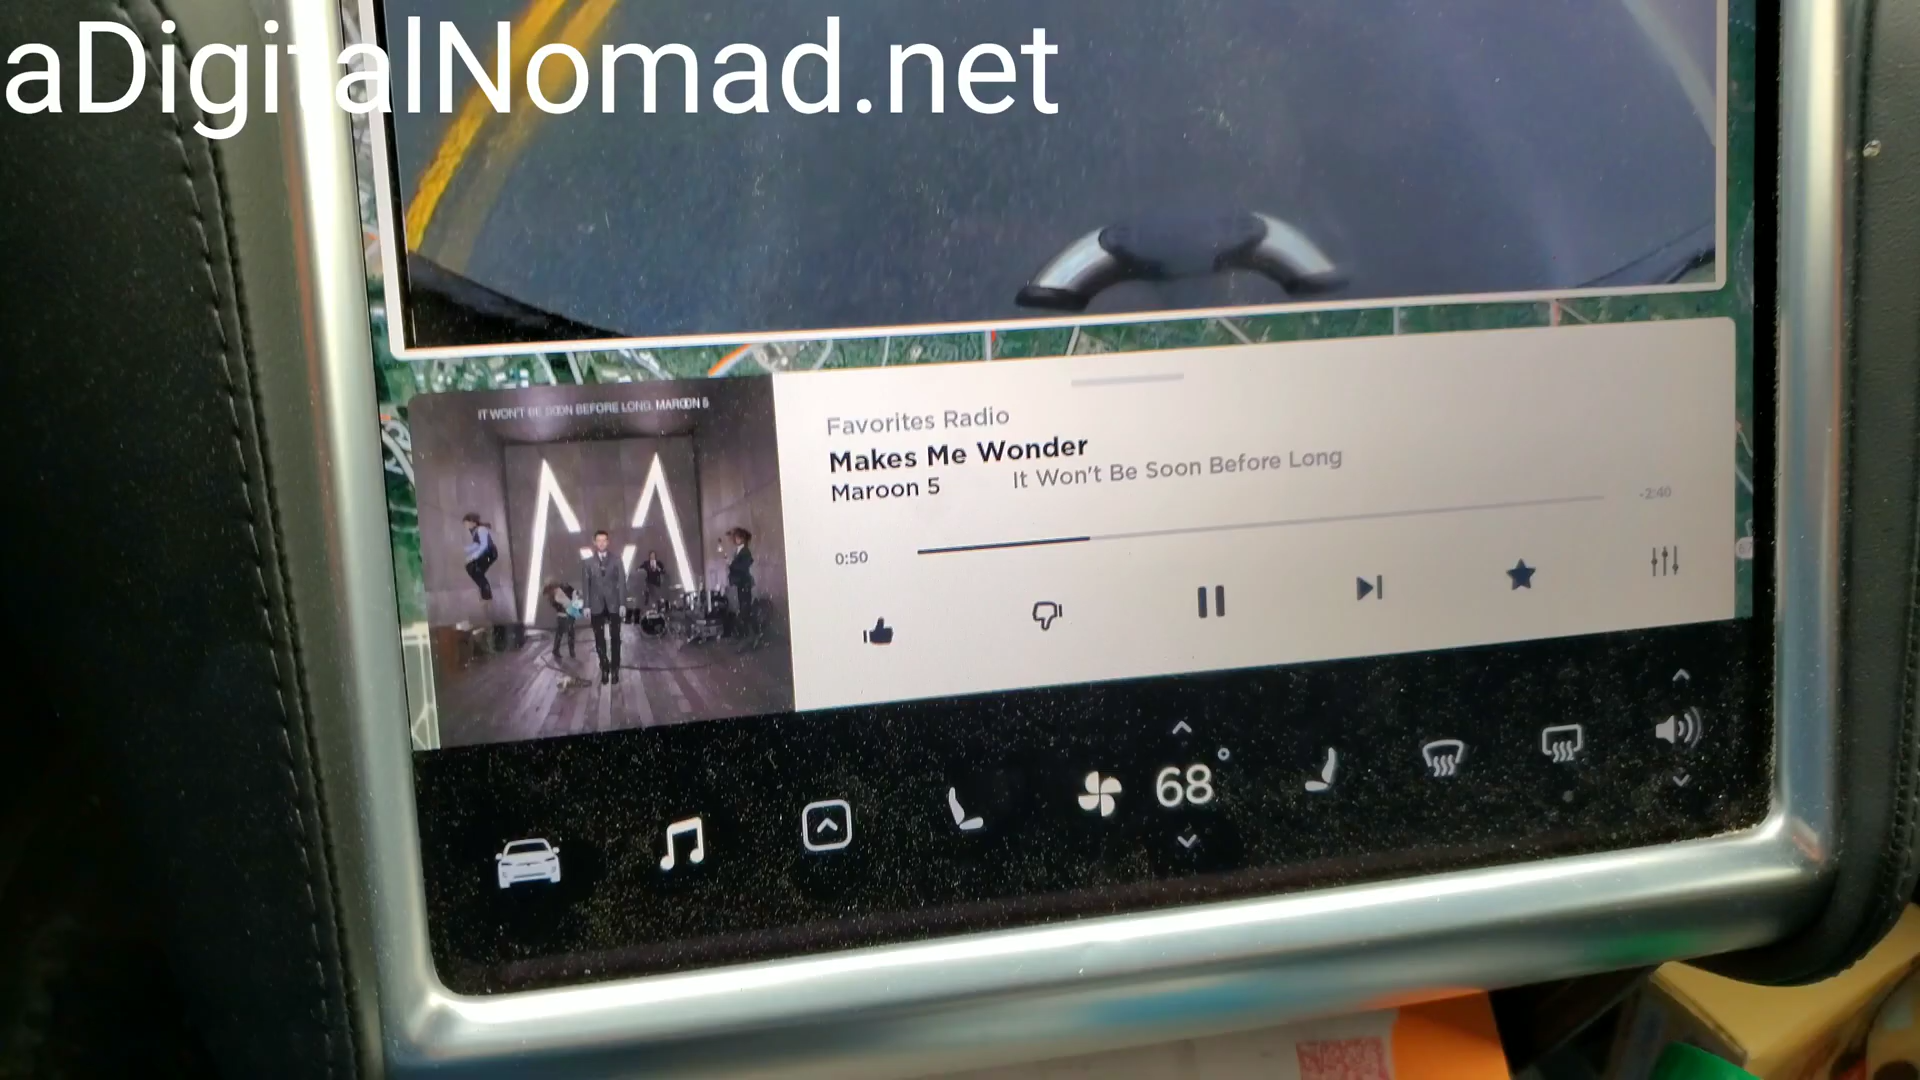 aDigitalNomad.net
IT WON'T BE SOON BEFORE LONG. MAROON 5
Favorites Radio
Makes Me Wonder
Maroon 5 It Won't Be Soon Before Long
0:50 -2:40
68°